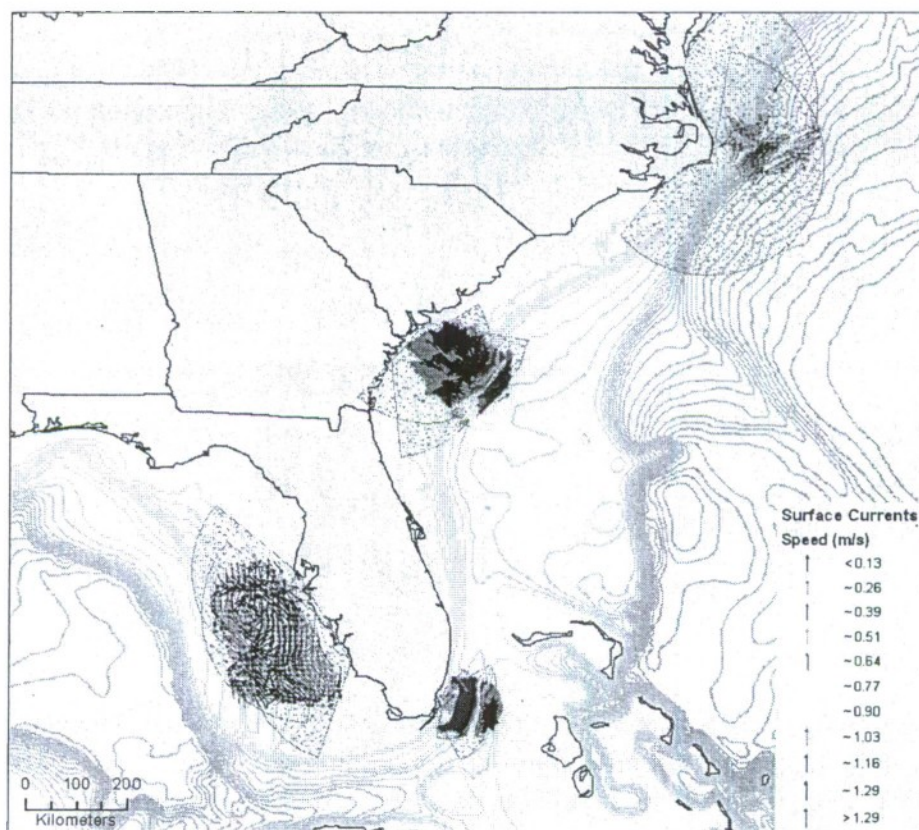 Surface Currents
Speed (m/s)
<0.13
~0.26
~0.39
~0.51
~0.64
~0.77
~0.90
~1.03
~1.16
~1.29
>1.29
0 100 200
Kilometers